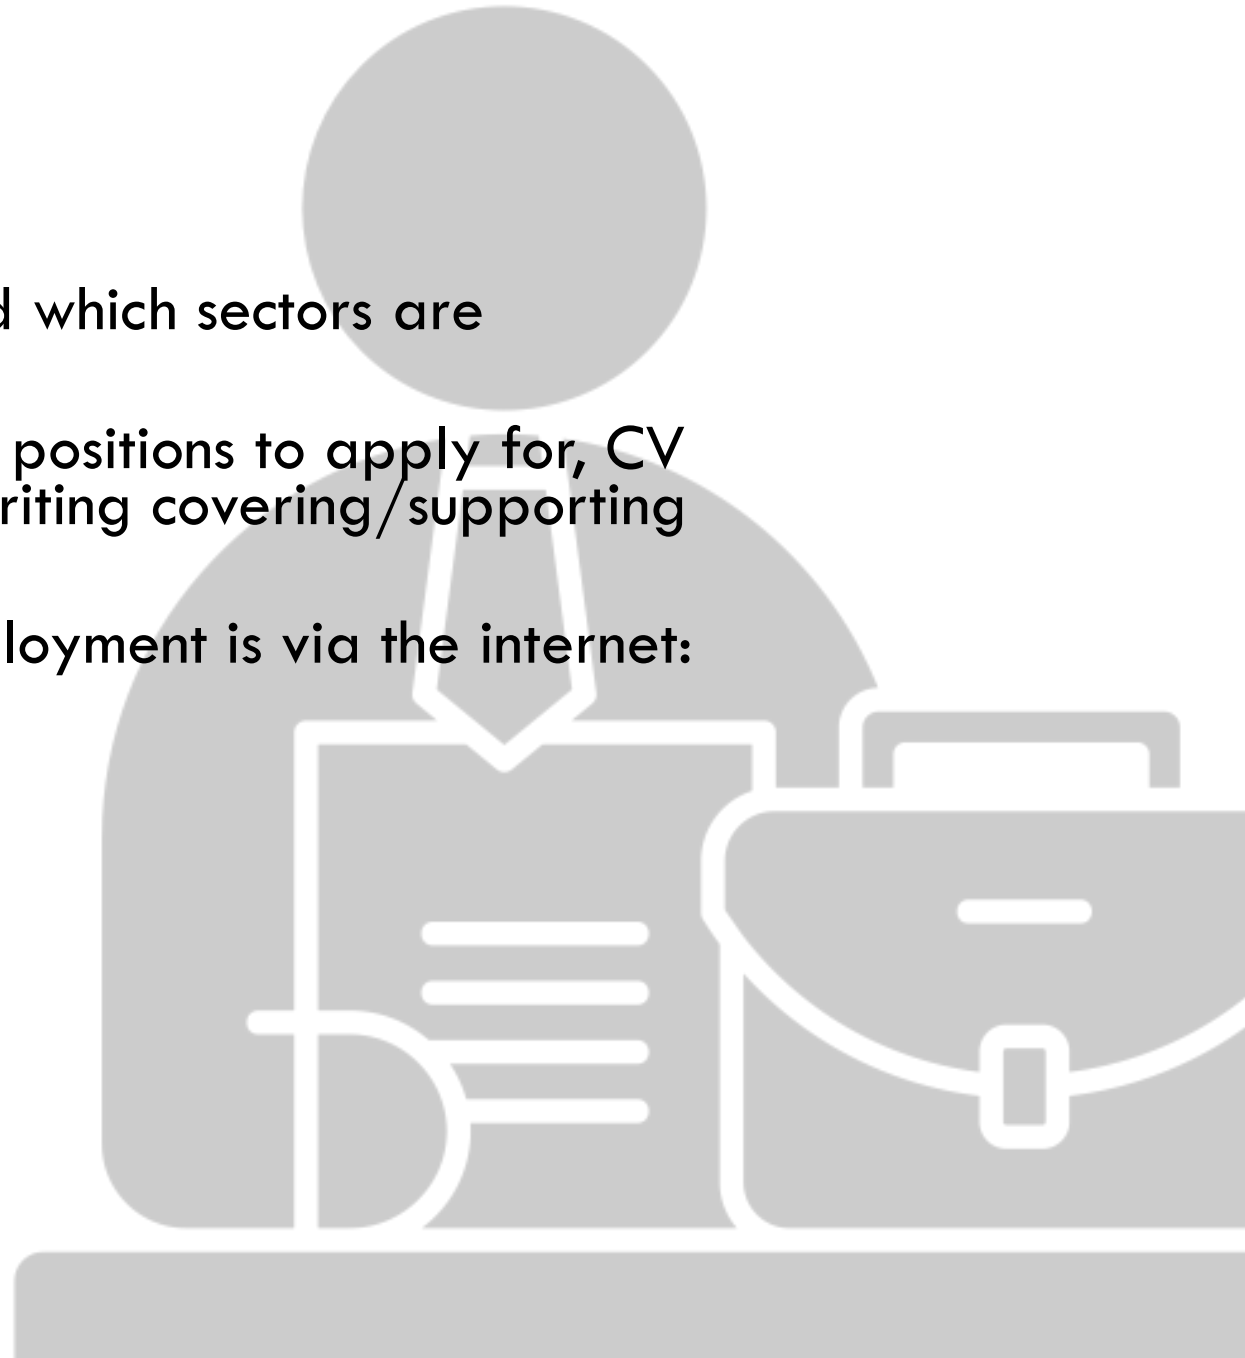 which sectors are
positions to apply for, CV
riting covering/supporting
loyment is via the internet: